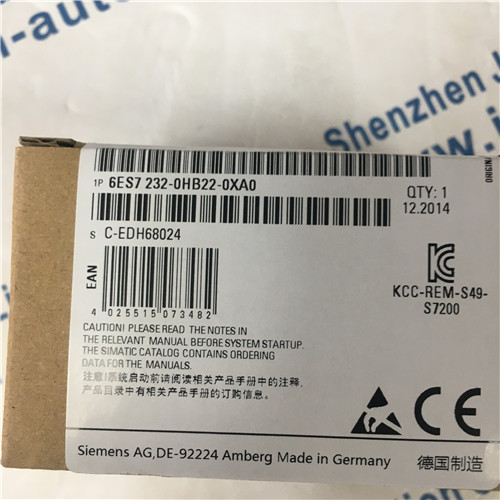 Shenzhen J
1P 6ES7 232-0HB22-0XA0
QTY: 1
12.2014
S C-EDH68024
EAN
4 025515 073482
KCC-REM-S49-
S7200
CAUTION! PLEASE READ THE NOTES IN
THE RELEVANT MANUAL BEFORE SYSTEM STARTUP.
THE SIMATIC CATALOG CONTAINS ORDERING
DATA FOR THE MANUALS.
注意!系统启动前请阅读相关产品手册中的注释,
产品目录中有相关产品手册的订购信息.
CE
Siemens AG,DE-92224 Amberg Made in Germany
德国制造